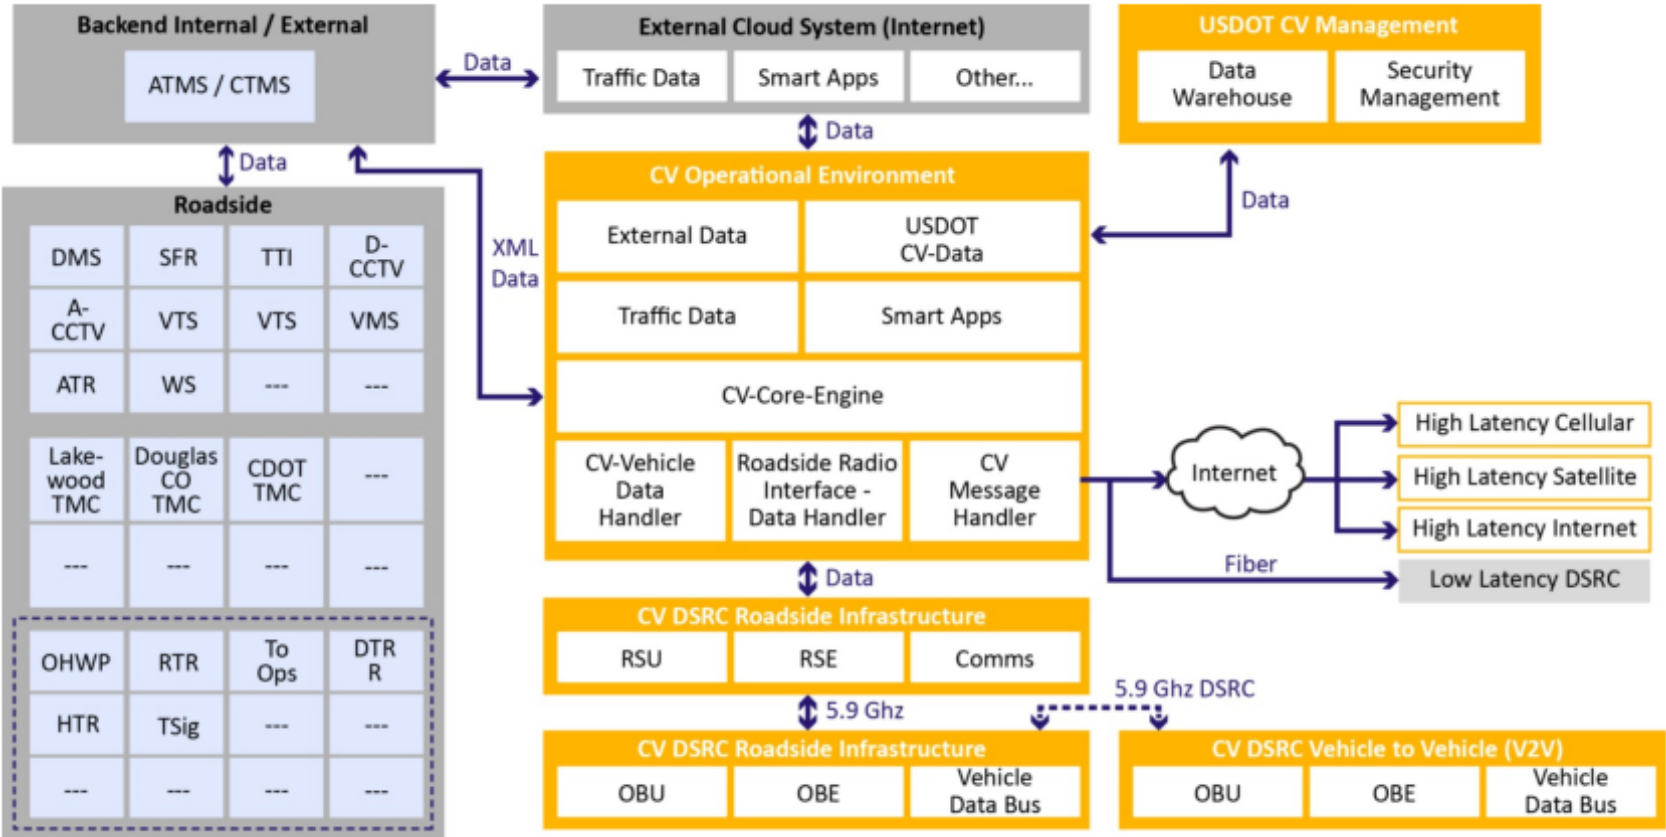 Backend Internal / External
ATMS / CTMS
Data
External Cloud System (Internet)
Traffic Data
Smart Apps
Other...
USDOT CV Management
Data
Warehouse
Security
Management
Data
Data
Data
Roadside
DMS
SFR
TTI
D-
CCTV
A-
CCTV
VTS
VTS
VMS
ATR
WS
---
---
Lake-
wood
TMC
Douglas
CO
TMC
CDOT
TMC
---
---
---
---
---
OHWP
RTR
To
Ops
DTR
R
HTR
TSig
---
---
---
---
---
---
XML
Data
CV Operational Environment
External Data
USDOT
CV-Data
Traffic Data
Smart Apps
CV-Core-Engine
CV-Vehicle
Data
Handler
Roadside Radio
Interface -
Data Handler
CV
Message
Handler
Internet
High Latency Cellular
High Latency Satellite
High Latency Internet
Fiber
Low Latency DSRC
Data
CV DSRC Roadside Infrastructure
RSU
RSE
Comms
5.9 Ghz
5.9 Ghz DSRC
CV DSRC Roadside Infrastructure
OBU
OBE
Vehicle
Data Bus
CV DSRC Vehicle to Vehicle (V2V)
OBU
OBE
Vehicle
Data Bus